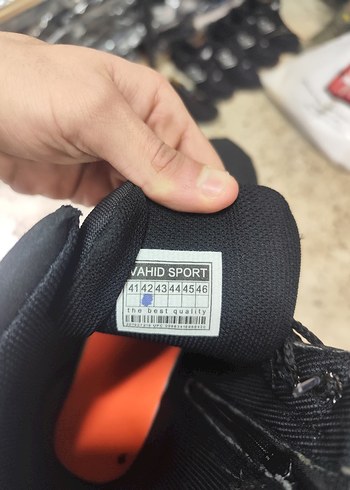 VAHID SPORT
41 42 43 44 45 46
the best quality